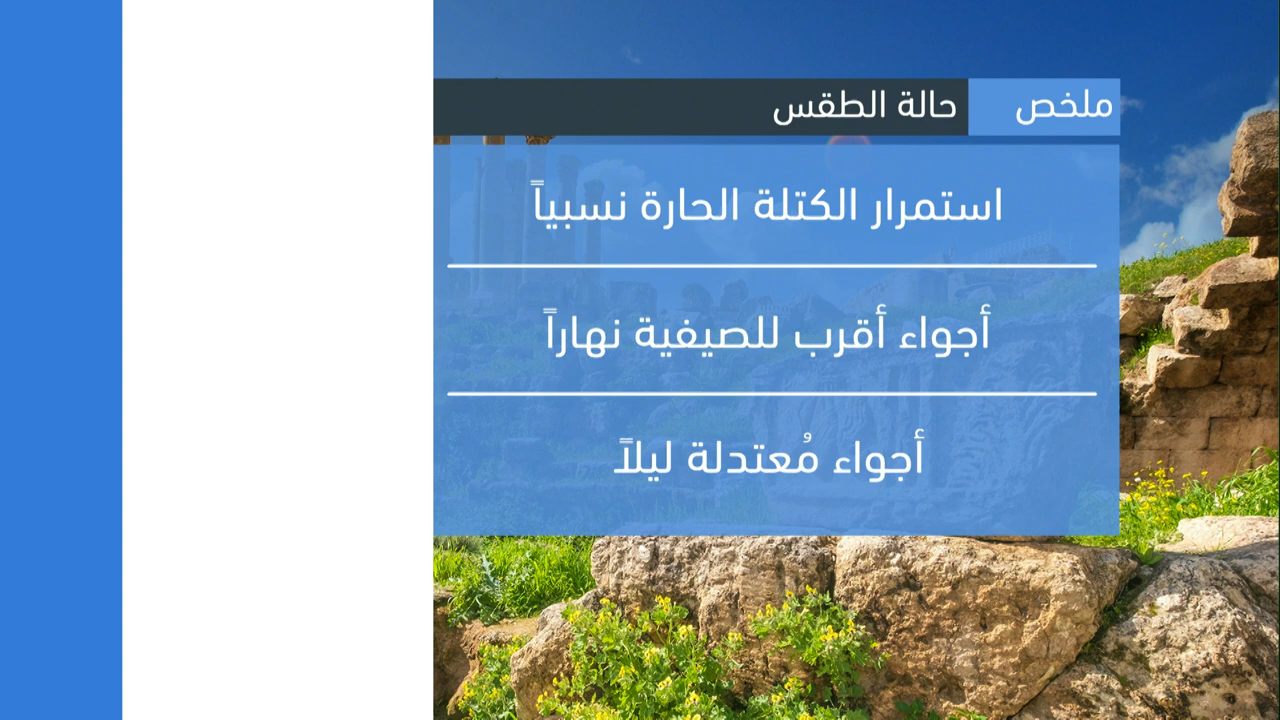 ملخص حالة الطقس
استمرار الكتلة الحارة نسبياً
أجواء أقرب للصيفية نهاراً
أجواء مُعتدلة ليلاً